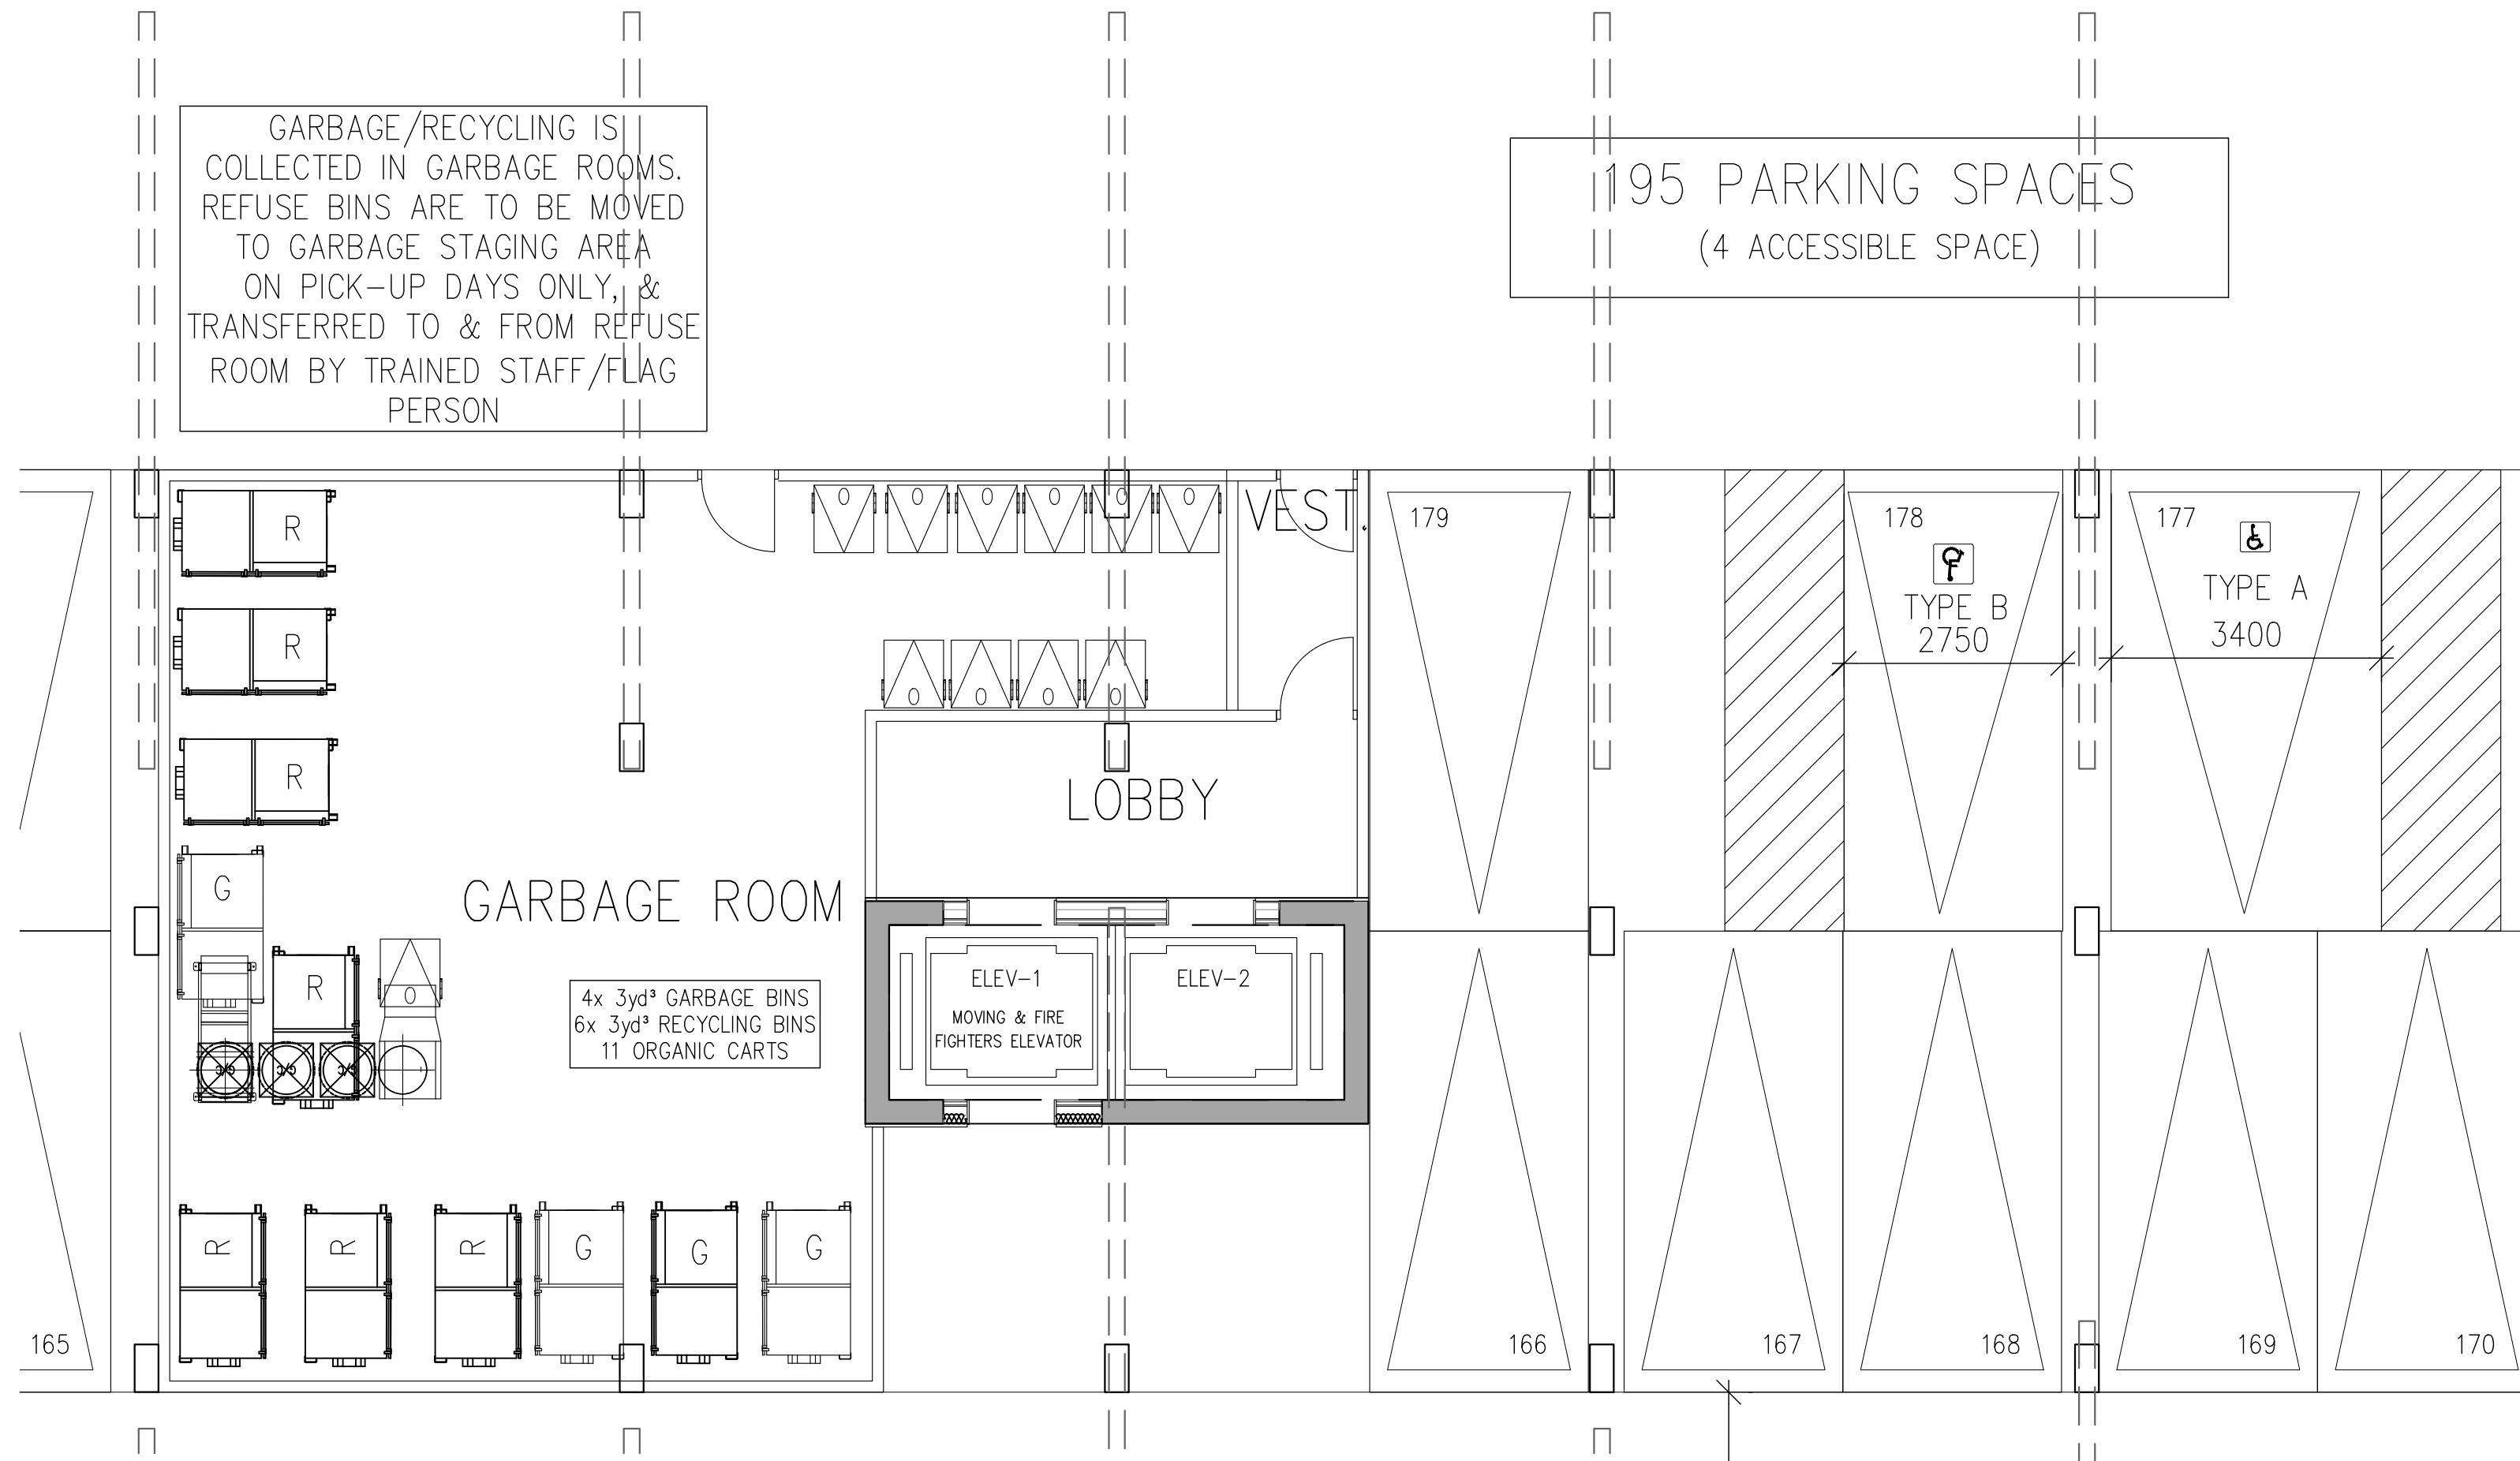 GARBAGE/RECYCLING IS
COLLECTED IN GARBAGE ROOMS.
REFUSE BINS ARE TO BE MOVED
TO GARBAGE STAGING AREA
ON PICK-UP DAYS ONLY, &
TRANSFERRED TO & FROM REFUSE
ROOM BY TRAINED STAFF/FLAG
PERSON
195 PARKING SPACES
(4 ACCESSIBLE SPACE)
R
O
O
O
O
O
O
VEST.
179
178
177
TYPE B
2750
TYPE A
3400
R
O
O
O
O
R
LOBBY
G
GARBAGE ROOM
R
O
4x 3yd³ GARBAGE BINS
6x 3yd³ RECYCLING BINS
11 ORGANIC CARTS
ELEV-1
MOVING & FIRE
FIGHTERS ELEVATOR
ELEV-2
R
R
R
G
G
G
165
166
167
168
169
170